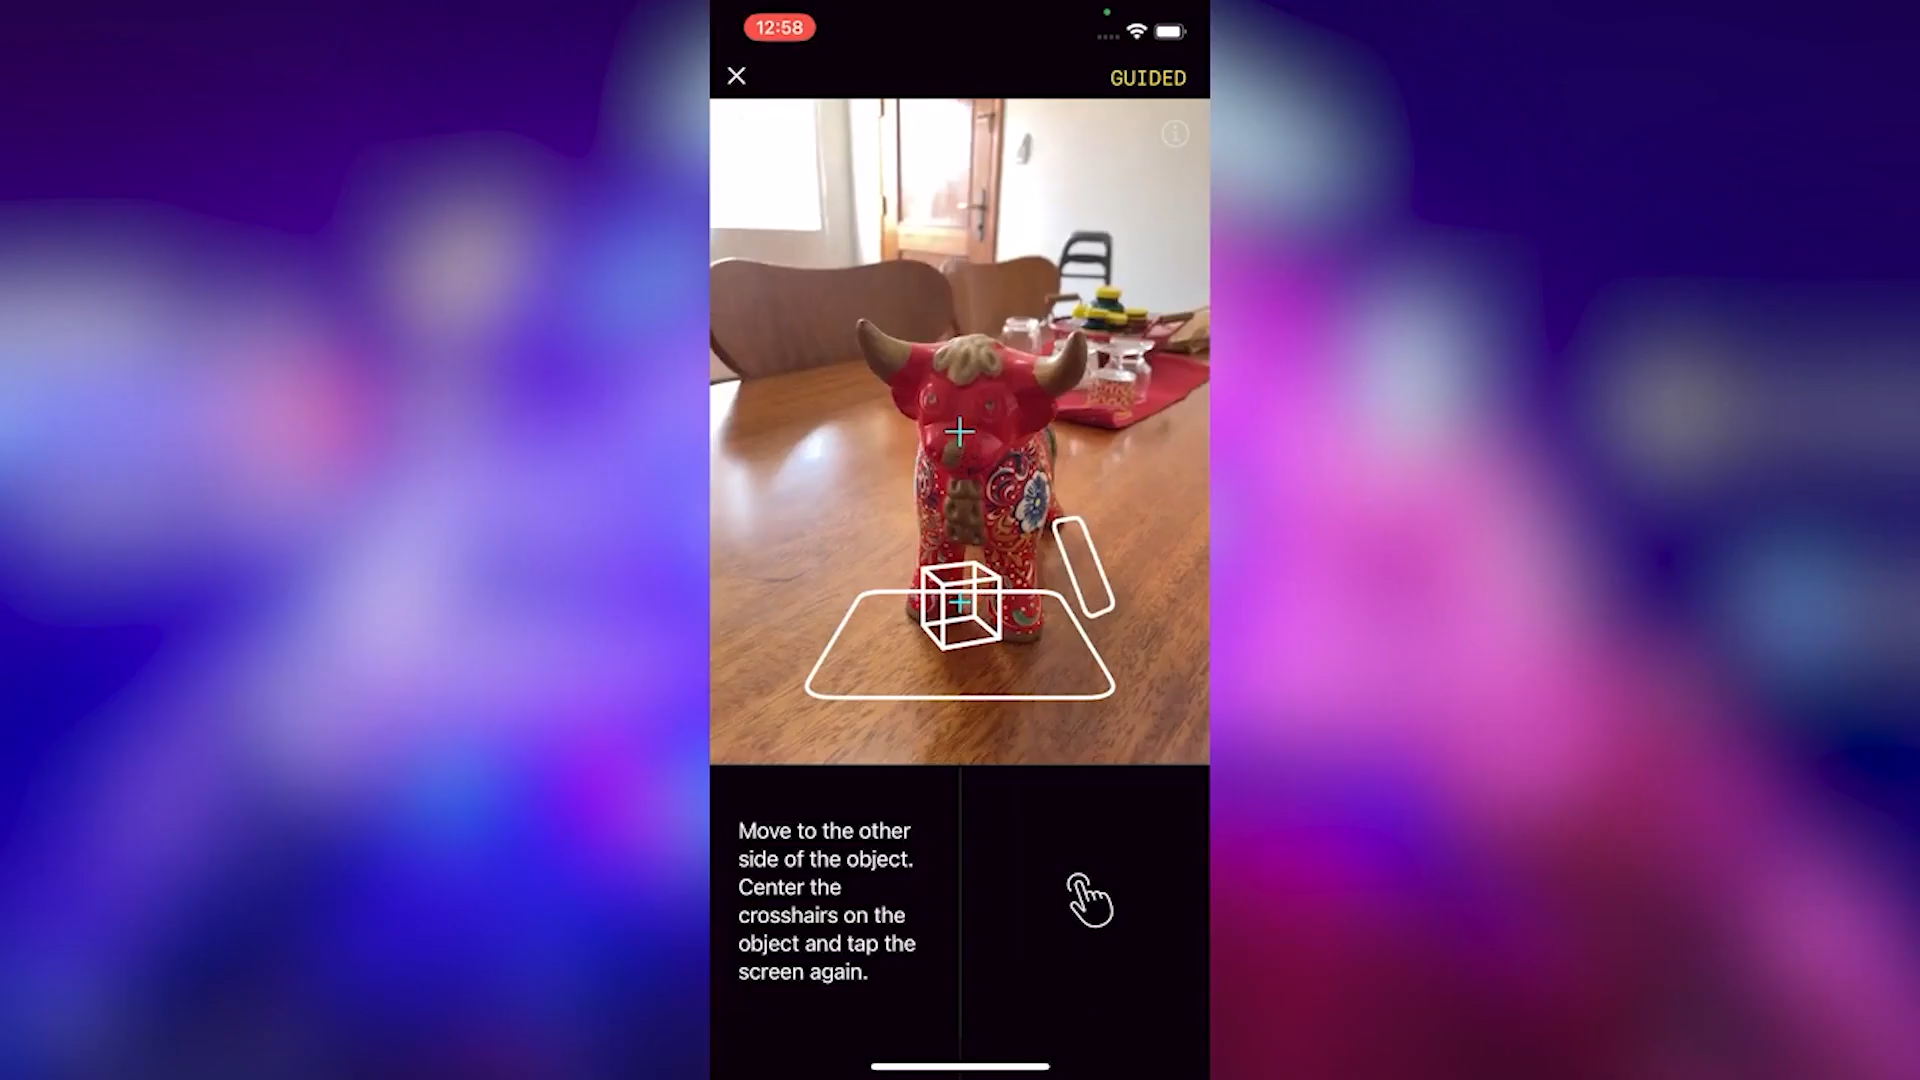 12:58
GUIDED
Move to the other
side of the object.
Center the
crosshairs on the
object and tap the
screen again.